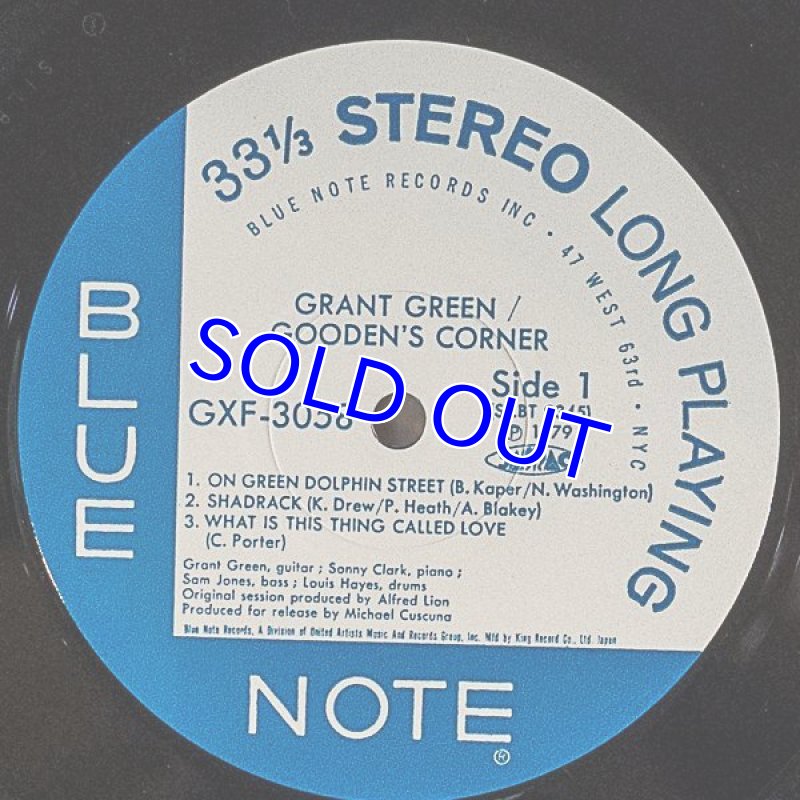 33⅓ STEREO LONG PLAYING
BLUE NOTE RECORDS INC • 47 WEST 63rd • NYC
GRANT GREEN /
GOODEN'S CORNER
SOLD OUT
Side 1
GXF-3058
1. ON GREEN DOLPHIN STREET (B. Kaper/N. Washington)
2. SHADRACK (K. Drew/P. Heath/A. Blakey)
3. WHAT IS THIS THING CALLED LOVE
(C. Porter)
Grant Green, guitar ; Sonny Clark, piano ;
Sam Jones, bass ; Louis Hayes, drums
Original session produced by Alfred Lion
Produced for release by Michael Cuscuna
Blue Note Records, A Division of United Artists Music And Records Group, Inc. Mfd by King Record Co., Ltd. Japan
BLUE
NOTE
®